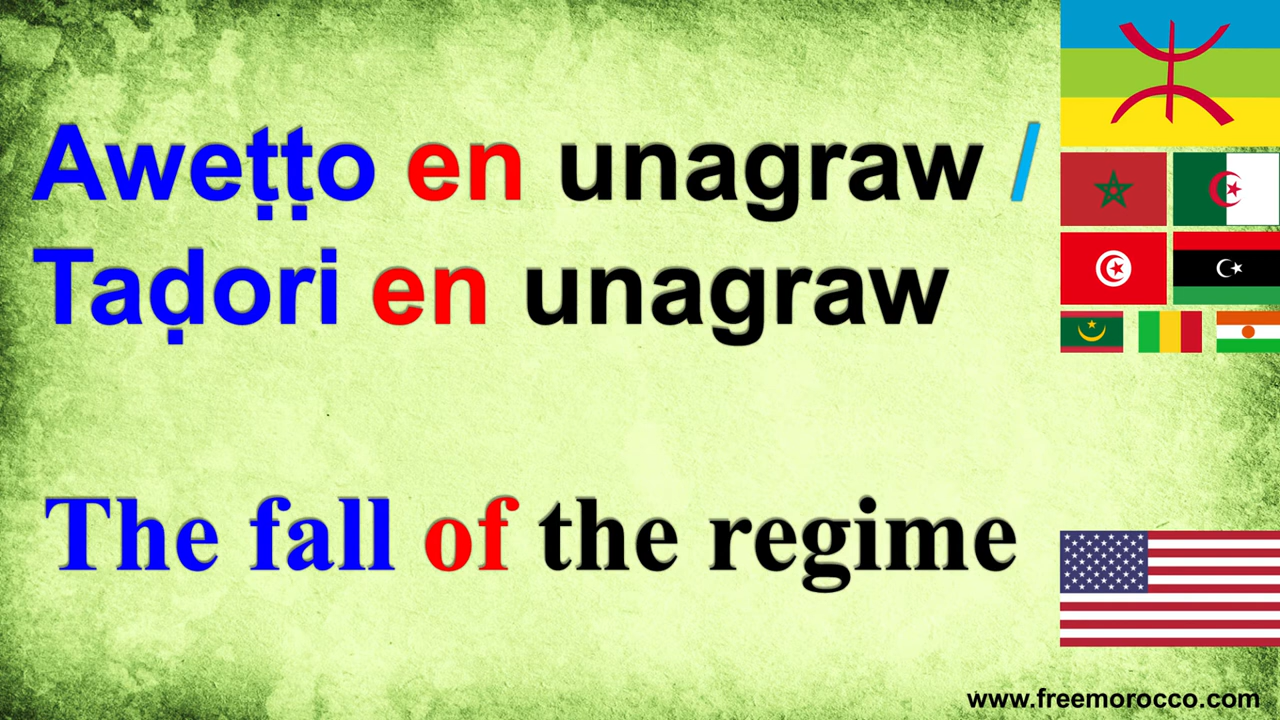 Aweṭṭo en unagraw /
Taḍori en unagraw
The fall of the regime
www.freemorocco.com